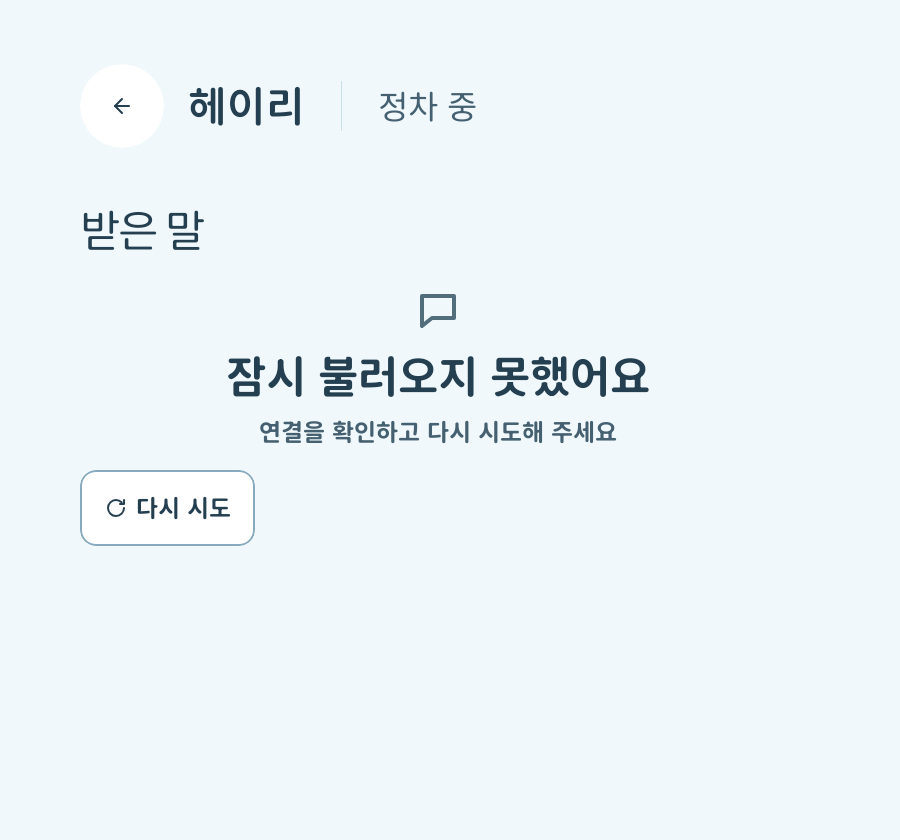 헤이리
정차 중
받은 말
잠시 불러오지 못했어요
연결을 확인하고 다시 시도해 주세요
다시 시도